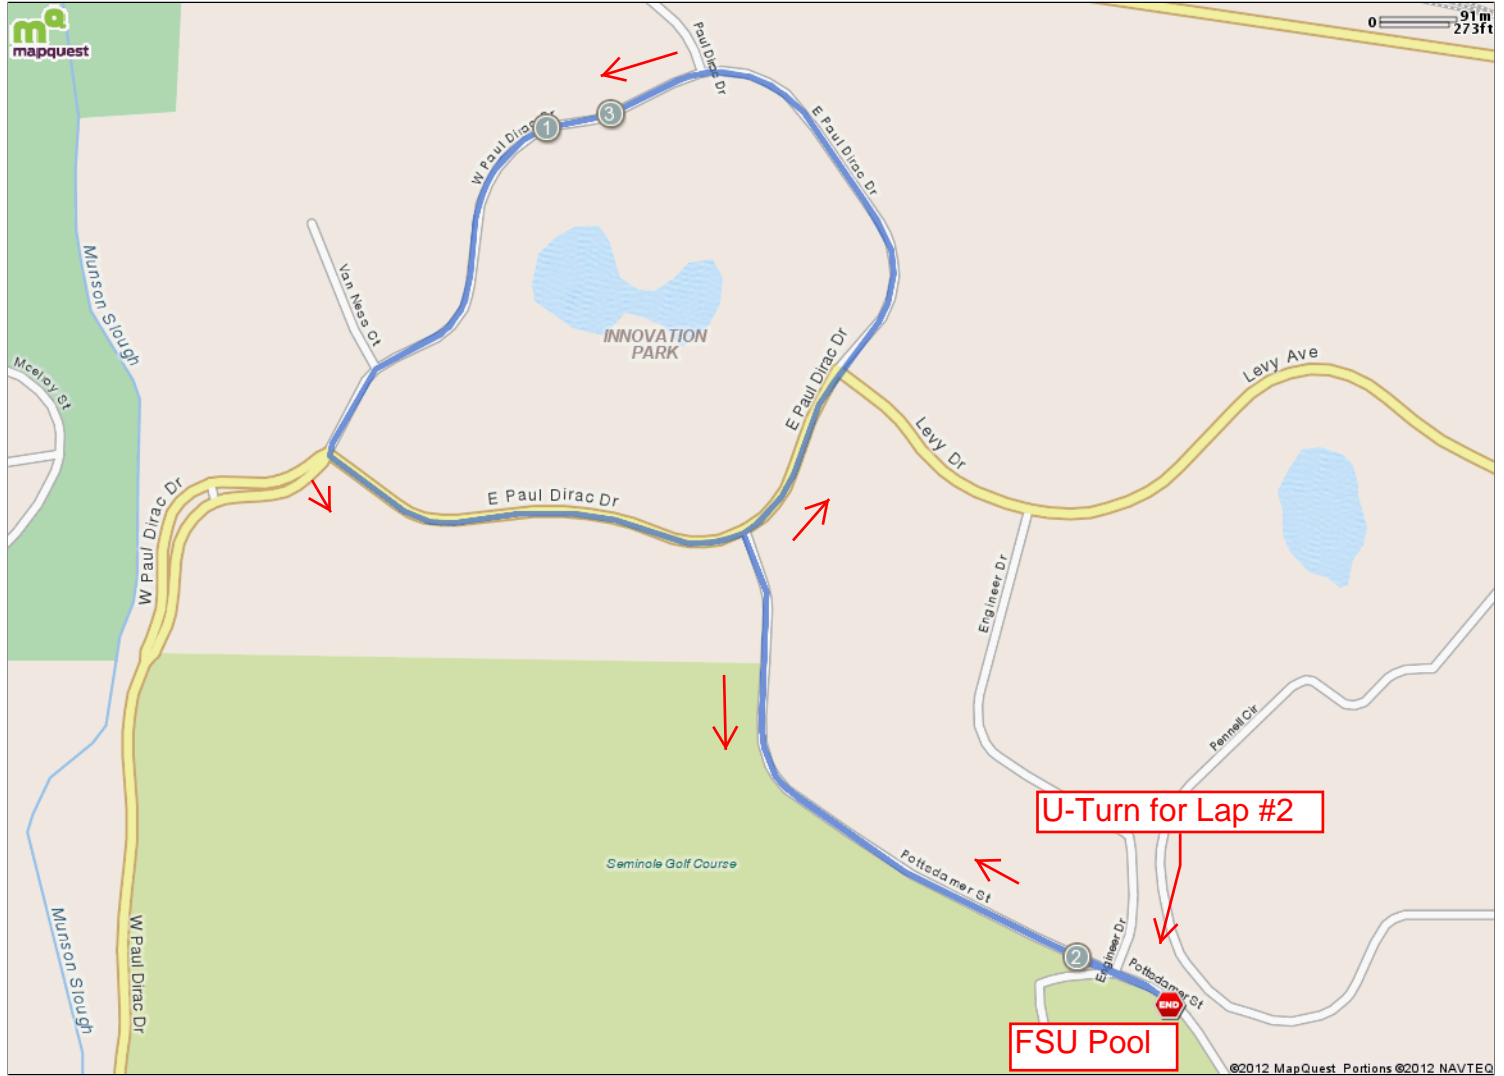 mapquest
0 91m
273ft
Paul Dirac Dr
3
1
W Paul Dirac Dr
E Paul Dirac Dr
Munson Slough
Van Ness Ct
INNOVATION
PARK
Mcelroy St
E Paul Dirac Dr
Levy Ave
Levy Dr
W Paul Dirac Dr
E Paul Dirac Dr
Engineer Dr
Pennell Cir
U-Turn for Lap #2
Seminole Golf Course
Pottsdamer St
Munson Slough
W Paul Dirac Dr
2
Engineer Dr
Pottsdamer St
END
FSU Pool
©2012 MapQuest Portions ©2012 NAVTEQ